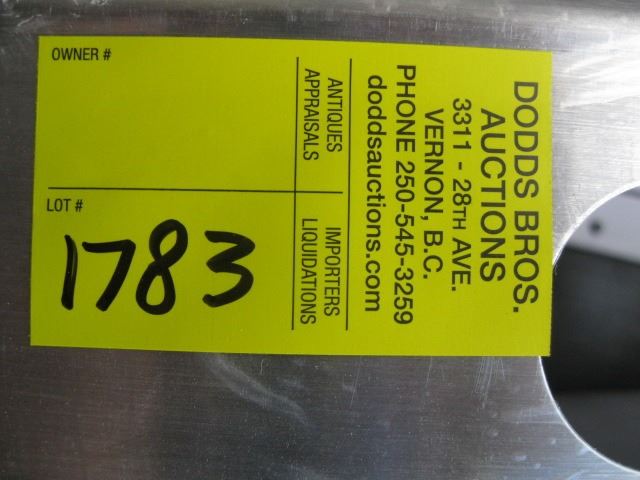 DODDS BROS.
AUCTIONS
3311 - 28TH AVE.
VERNON, B.C.
PHONE 250-545-3259
doddsauctions.com
ANTIQUES
APPRAISALS
IMPORTERS
LIQUIDATIONS
OWNER #
LOT #
1783